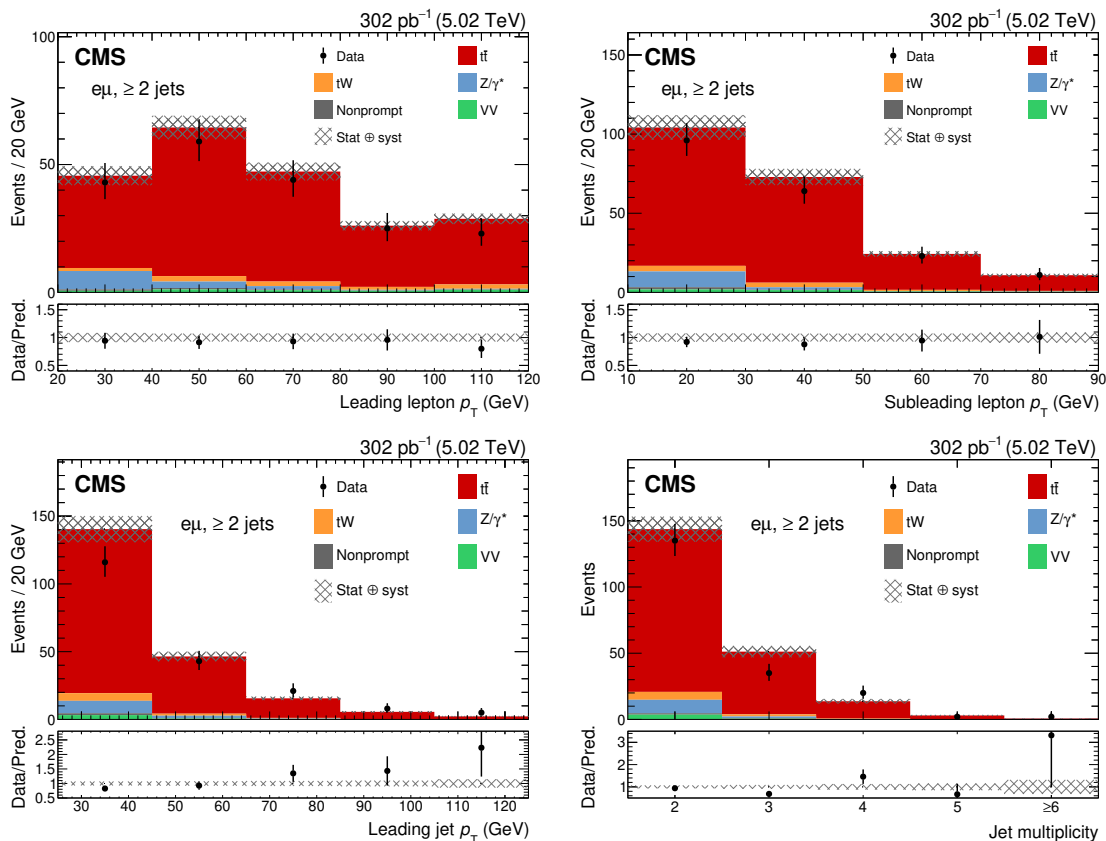 302 pb⁻¹ (5.02 TeV)
CMS
eμ, ≥ 2 jets
Data
tt̄
tW
Z/γ*
Nonprompt
VV
Stat ⊕ syst
Events / 20 GeV
100
50
0
Data/Pred.
1.5
1
0.5
20 30 40 50 60 70 80 90 100 110 120
Leading lepton p_T (GeV)
302 pb⁻¹ (5.02 TeV)
CMS
eμ, ≥ 2 jets
Data
tt̄
tW
Z/γ*
Nonprompt
VV
Stat ⊕ syst
Events / 20 GeV
150
100
50
0
Data/Pred.
1.5
1
0.5
10 20 30 40 50 60 70 80 90
Subleading lepton p_T (GeV)
302 pb⁻¹ (5.02 TeV)
CMS
eμ, ≥ 2 jets
Data
tt̄
tW
Z/γ*
Nonprompt
VV
Stat ⊕ syst
Events / 20 GeV
150
100
50
0
Data/Pred.
2.5
2
1.5
1
0.5
30 40 50 60 70 80 90 100 110 120
Leading jet p_T (GeV)
302 pb⁻¹ (5.02 TeV)
CMS
eμ, ≥ 2 jets
Data
tt̄
tW
Z/γ*
Nonprompt
VV
Stat ⊕ syst
Events
150
100
50
0
Data/Pred.
3
2
1
2 3 4 5 ≥6
Jet multiplicity